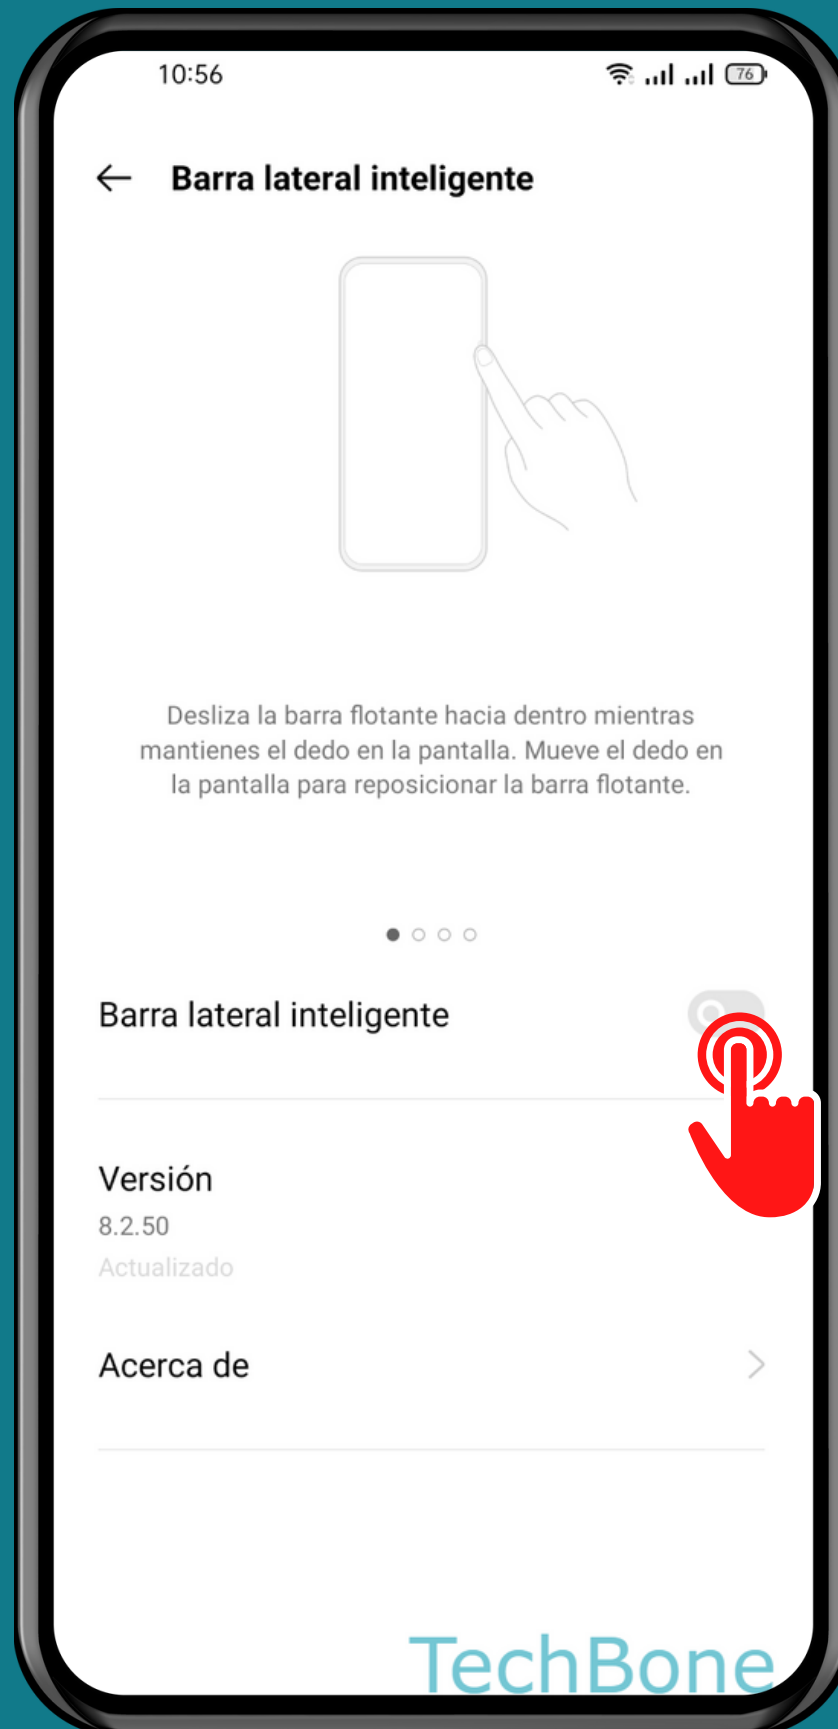 10:56
76
Barra lateral inteligente
Desliza la barra flotante hacia dentro mientras
mantienes el dedo en la pantalla. Mueve el dedo en
la pantalla para reposicionar la barra flotante.
Barra lateral inteligente
Versión
8.2.50
Actualizado
Acerca de
TechBone